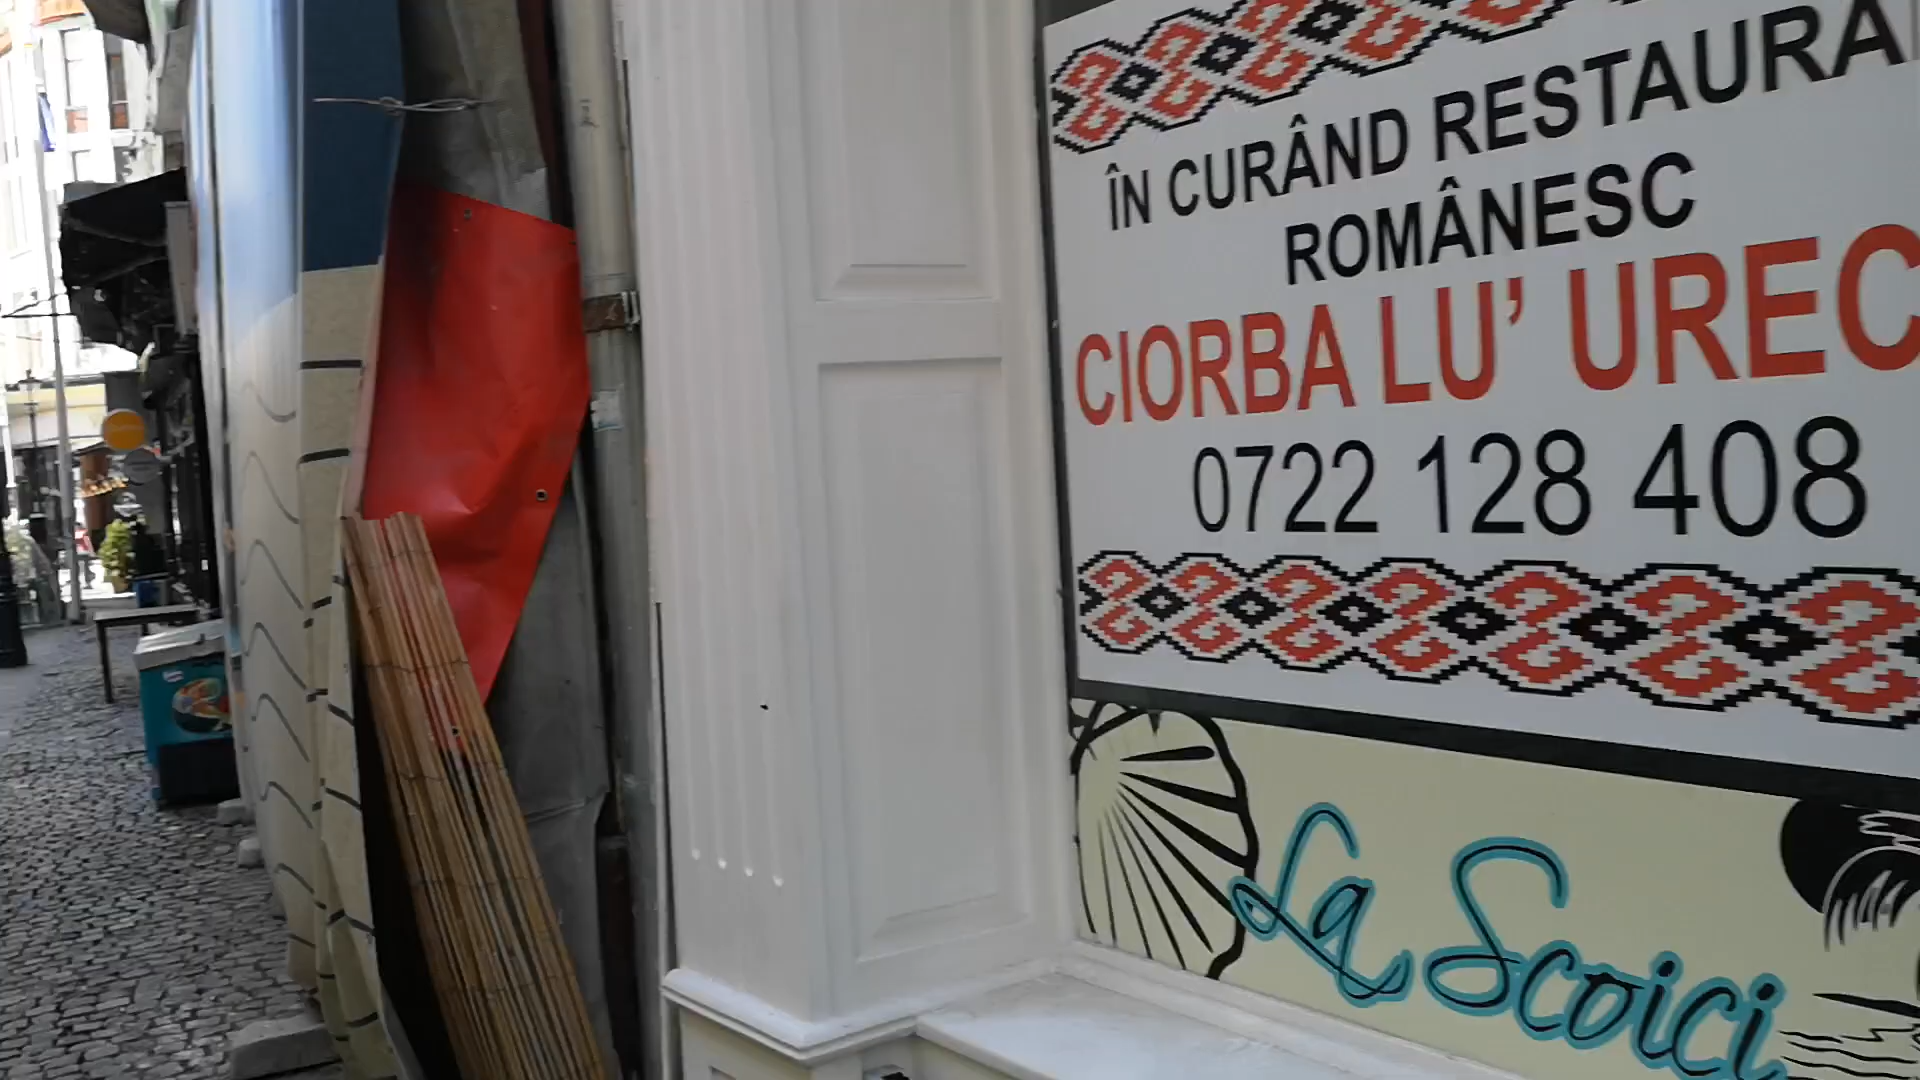 ÎN CURÂND RESTAURA
ROMÂNESC
CIORBA LU' UREC
0722 128 408
La Scoici